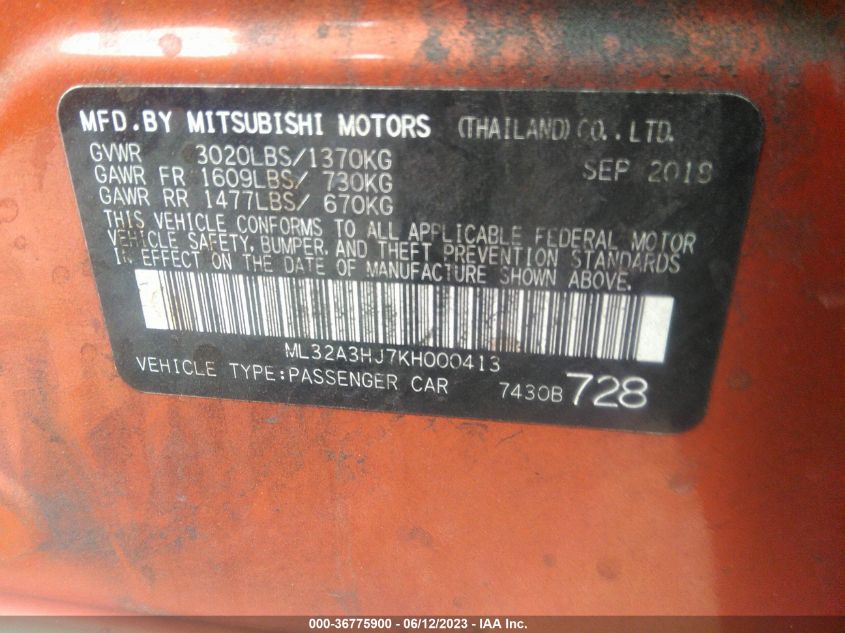 MFD.BY MITSUBISHI MOTORS (THAILAND) CO.,LTD.
GVWR 3020LBS/1370KG SEP 2018
GAWR FR 1609LBS/ 730KG
GAWR RR 1477LBS/ 670KG
THIS VEHICLE CONFORMS TO ALL APPLICABLE FEDERAL MOTOR
VEHICLE SAFETY, BUMPER, AND THEFT PREVENTION STANDARDS
IN EFFECT ON THE DATE OF MANUFACTURE SHOWN ABOVE.
ML32A3HJ7KH000413
VEHICLE TYPE:PASSENGER CAR 7430B 728
000-36775900 - 06/12/2023 - IAA Inc.